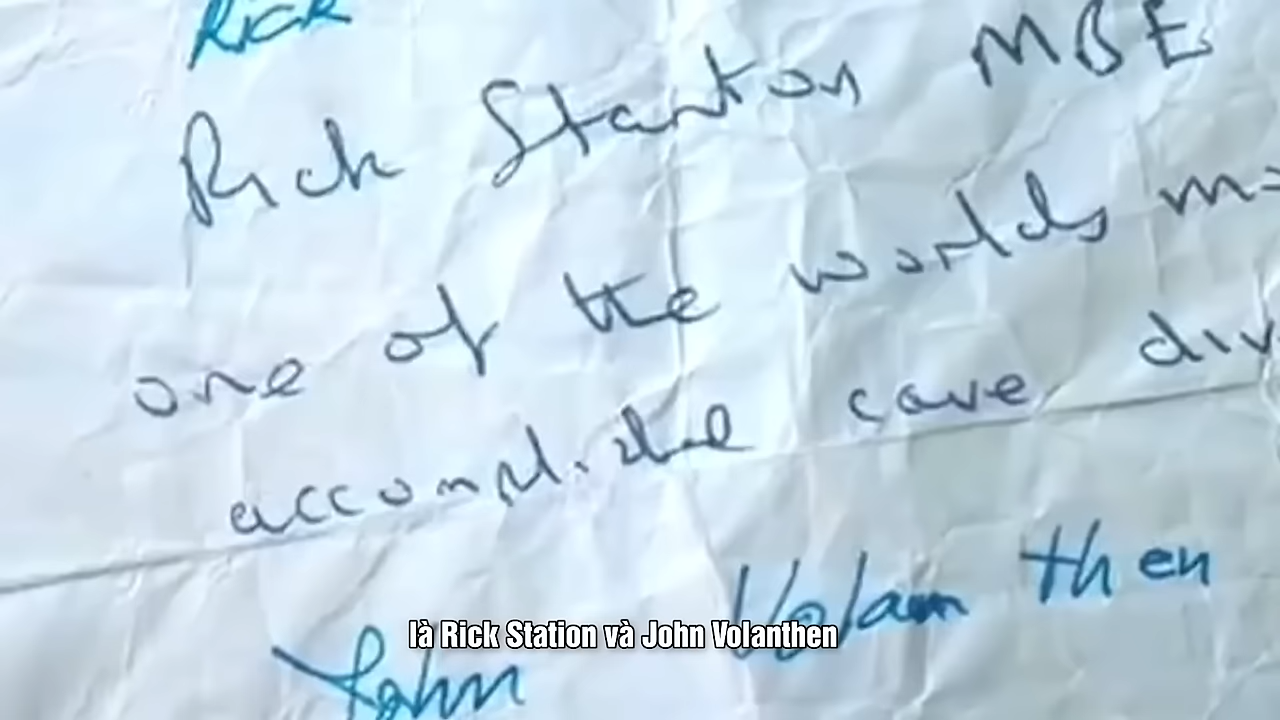 Rick
Rick Stanton MBE
one of the worlds
accomplished cave
John Volanthen
là Rick Station và John Volanthen